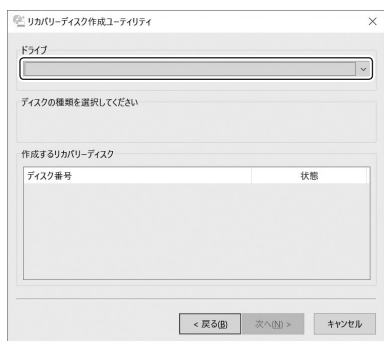 リカバリーディスク作成ユーティリティ
ドライブ
ディスクの種類を選択してください
作成するリカバリーディスク
ディスク番号 状態
< 戻る(B) 次へ(N) > キャンセル